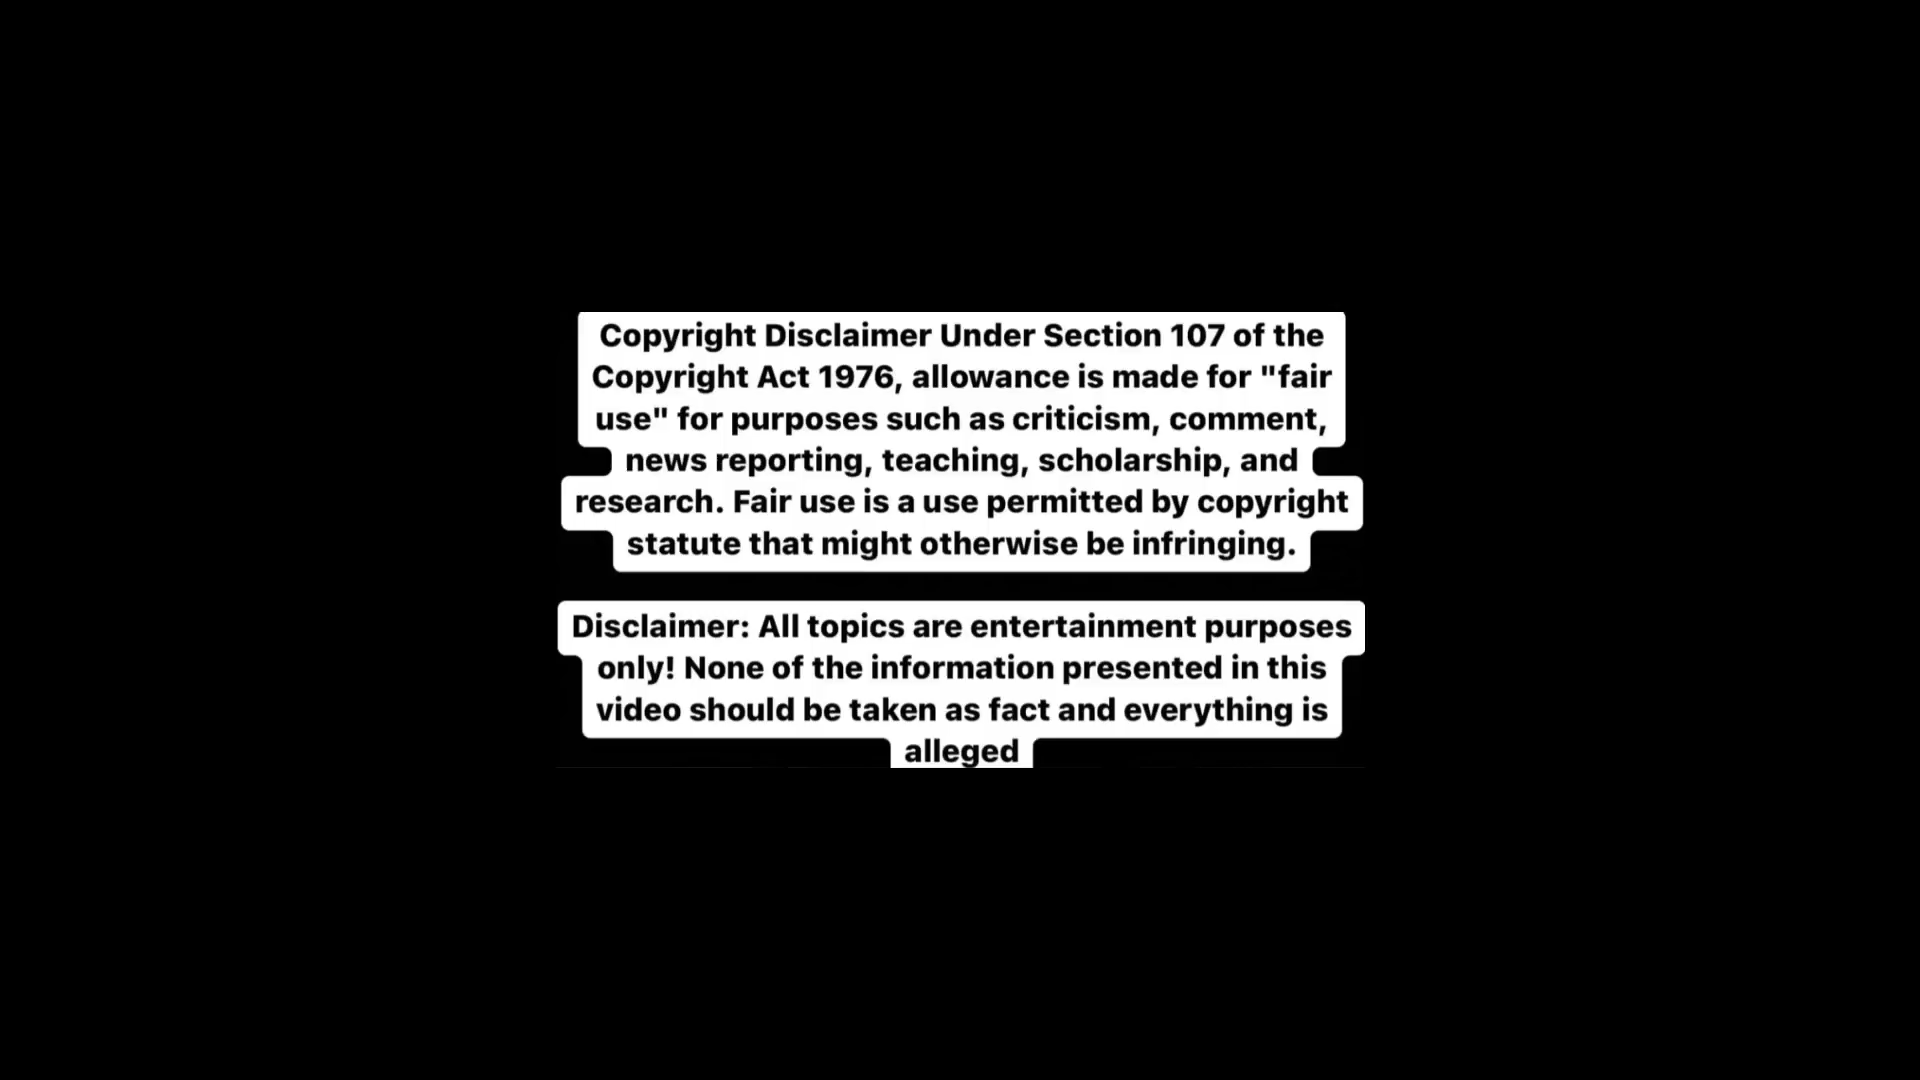 Copyright Disclaimer Under Section 107 of the
Copyright Act 1976, allowance is made for "fair
use" for purposes such as criticism, comment,
news reporting, teaching, scholarship, and
research. Fair use is a use permitted by copyright
statute that might otherwise be infringing.
Disclaimer: All topics are entertainment purposes
only! None of the information presented in this
video should be taken as fact and everything is
alleged